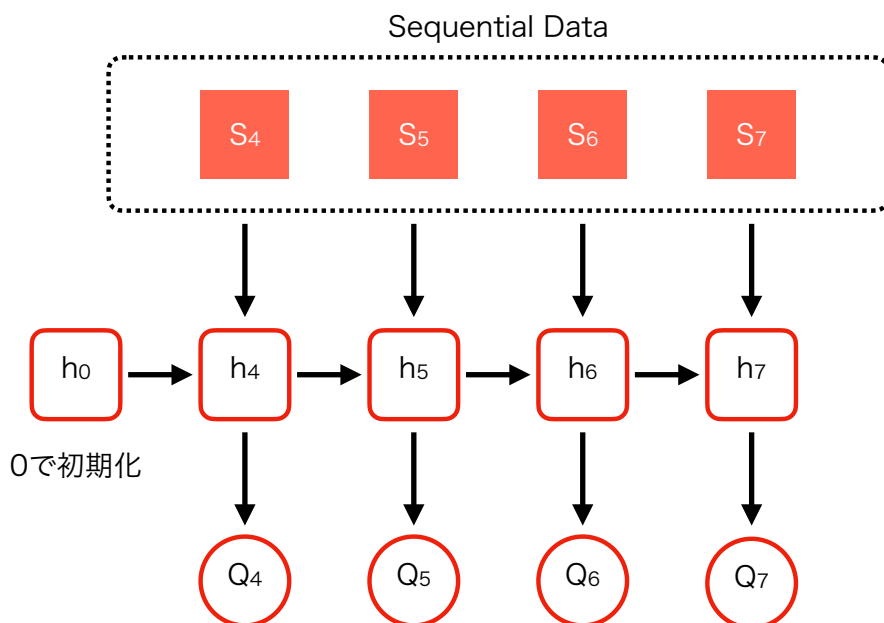 Sequential Data
S4 S5 S6 S7
h0 h4 h5 h6 h7
0で初期化
Q4 Q5 Q6 Q7